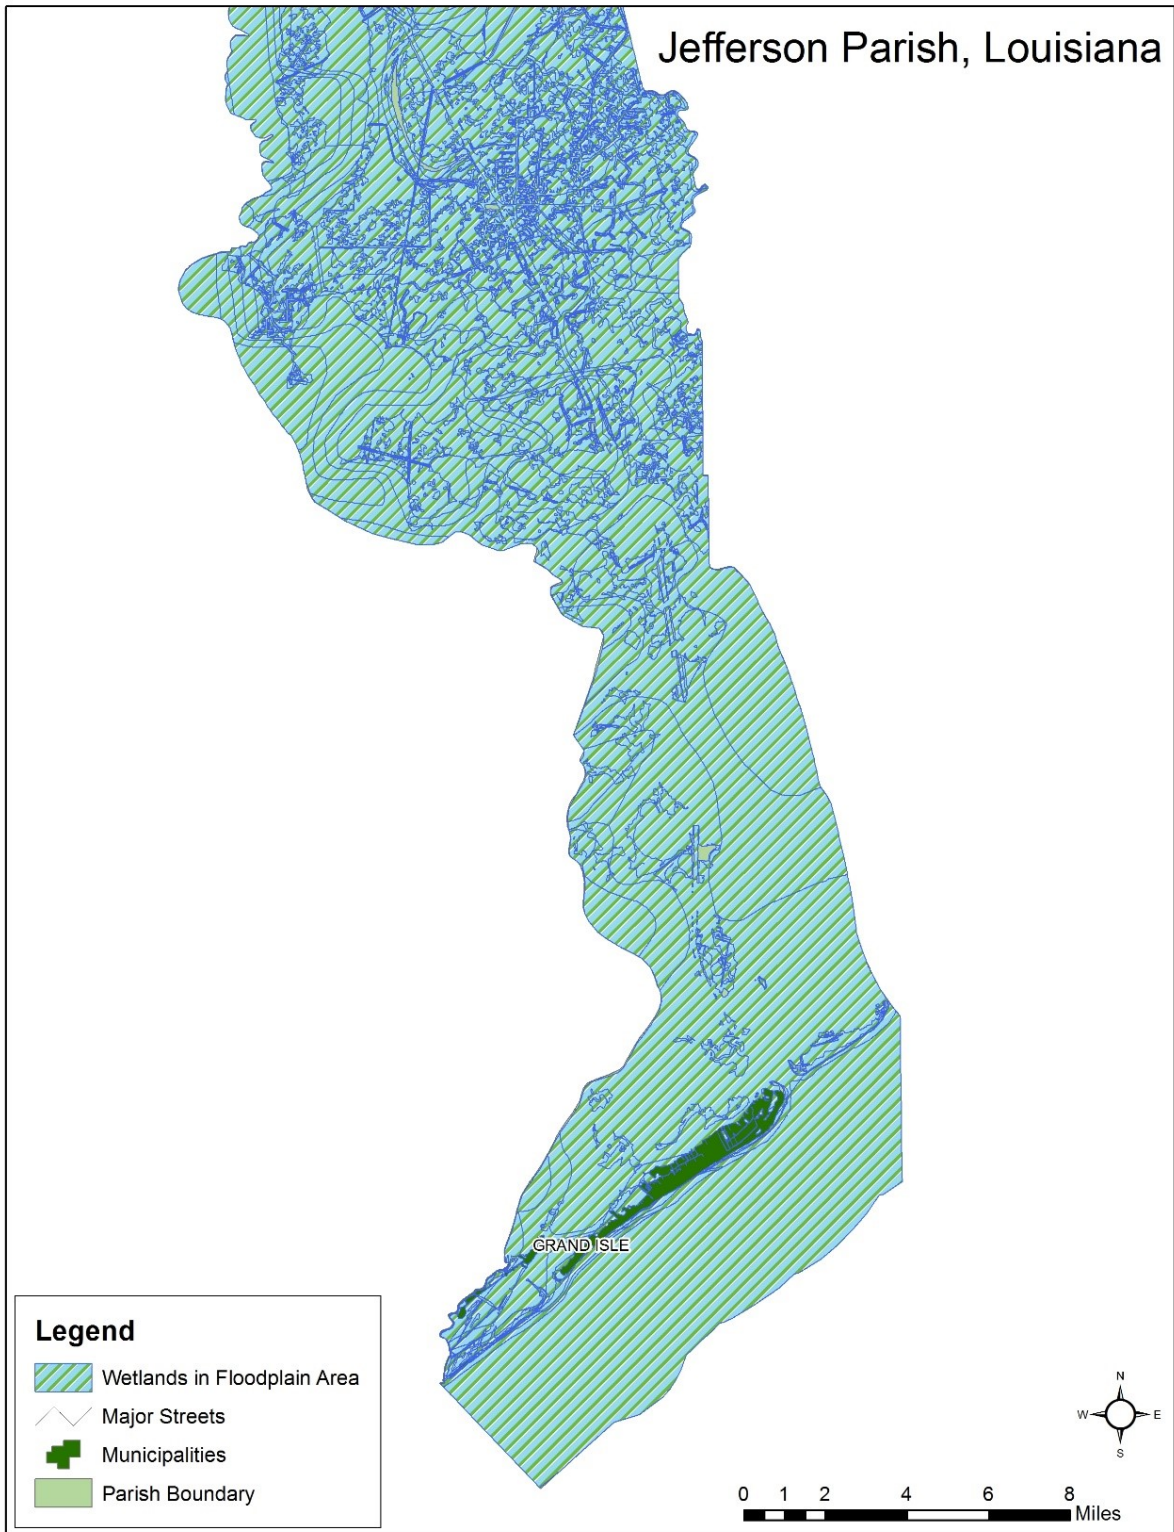 Jefferson Parish, Louisiana
GRAND ISLE
Legend
Wetlands in Floodplain Area
Major Streets
Municipalities
Parish Boundary
N
W E
S
0 1 2 4 6 8
Miles